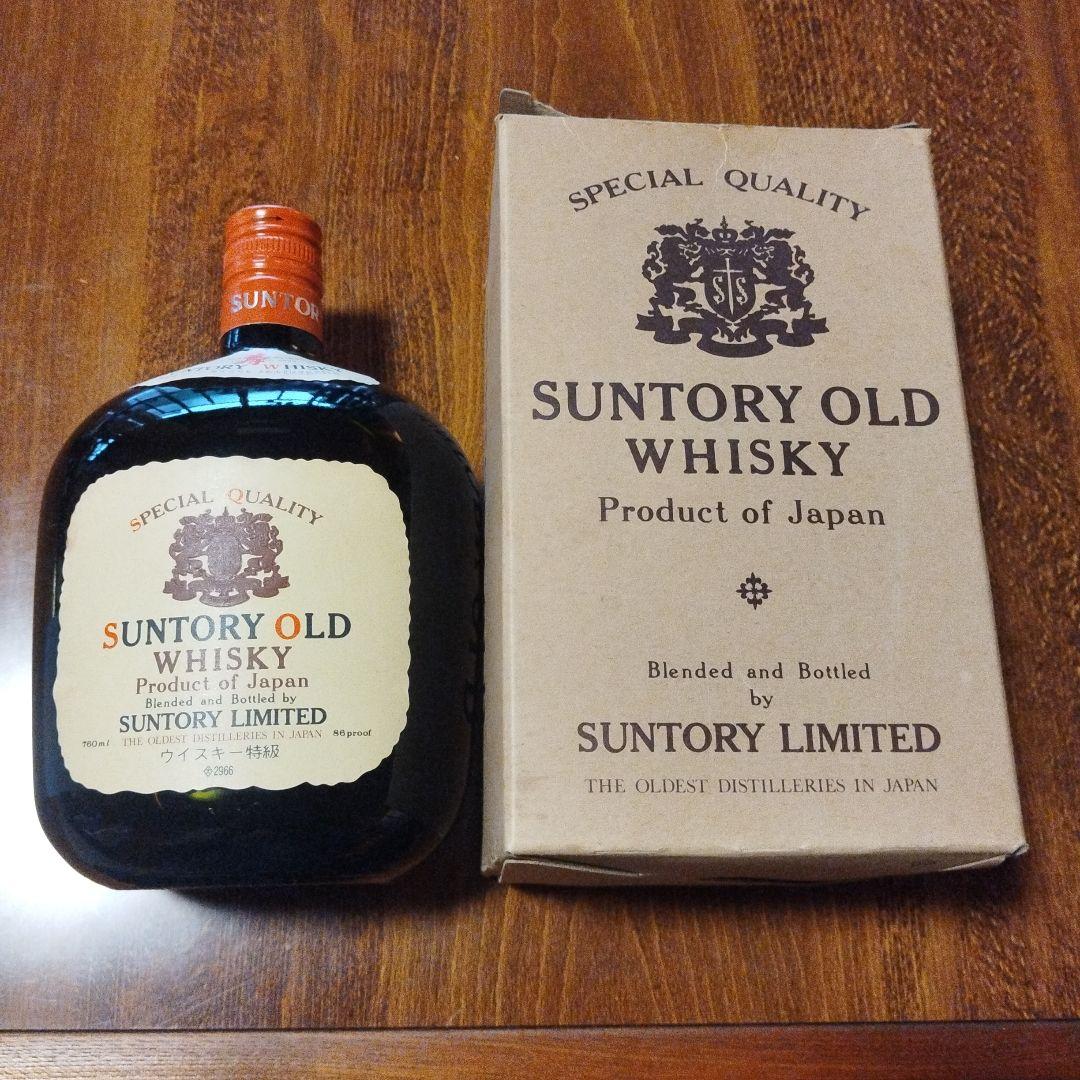 SUNTOR
SUNTORY WHISKY
SPECIAL QUALITY
SUNTORY OLD
WHISKY
Product of Japan
Blended and Bottled by
SUNTORY LIMITED
760ml THE OLDEST DISTILLERIES IN JAPAN 86proof
ウイスキー特級
2966
SPECIAL QUALITY
S S
SUNTORY OLD
WHISKY
Product of Japan
Blended and Bottled
by
SUNTORY LIMITED
THE OLDEST DISTILLERIES IN JAPAN